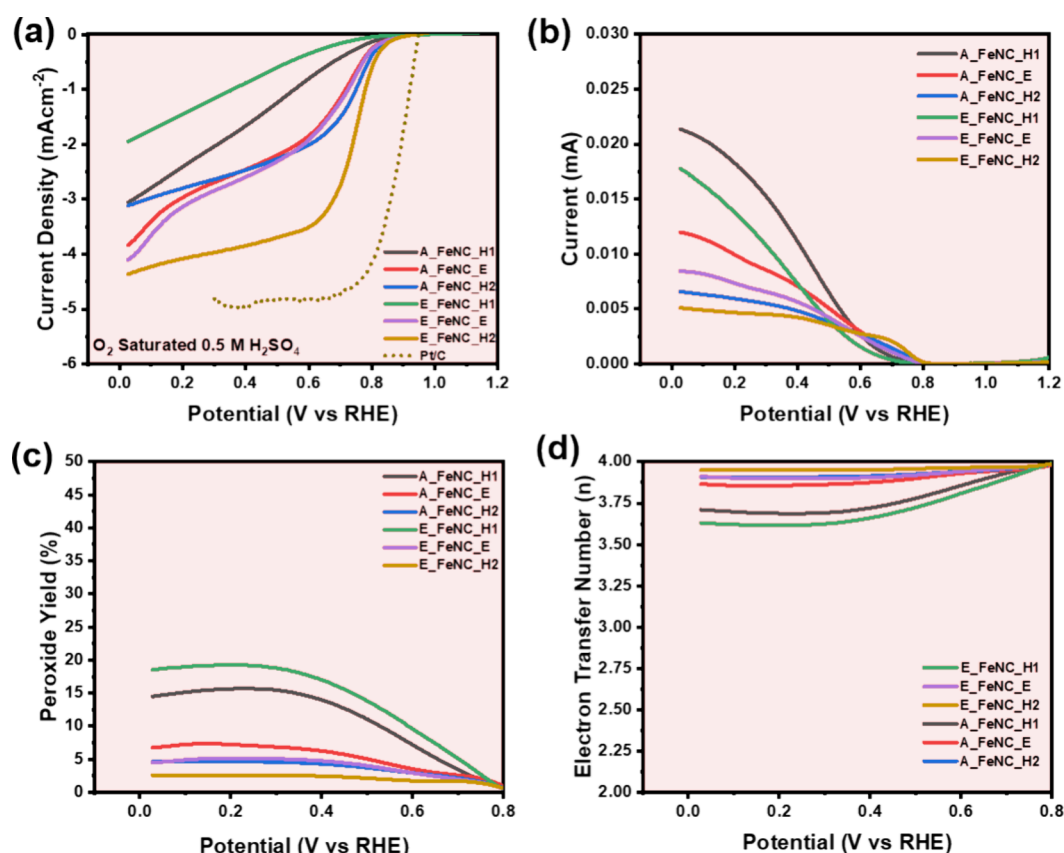 (a)
0
-1
-2
-3
-4
-5
-6
Current Density (mAcm⁻²)
A_FeNC_H1
A_FeNC_E
A_FeNC_H2
E_FeNC_H1
E_FeNC_E
E_FeNC_H2
Pt/C
O₂ Saturated 0.5 M H₂SO₄
0.0 0.2 0.4 0.6 0.8 1.0 1.2
Potential (V vs RHE)
(b)
0.030
0.025
0.020
0.015
0.010
0.005
0.000
Current (mA)
A_FeNC_H1
A_FeNC_E
A_FeNC_H2
E_FeNC_H1
E_FeNC_E
E_FeNC_H2
0.0 0.2 0.4 0.6 0.8 1.0 1.2
Potential (V vs RHE)
(c)
50
45
40
35
30
25
20
15
10
5
0
Peroxide Yield (%)
A_FeNC_H1
A_FeNC_E
A_FeNC_H2
E_FeNC_H1
E_FeNC_E
E_FeNC_H2
0.0 0.2 0.4 0.6 0.8
Potential (V vs RHE)
(d)
4.00
3.75
3.50
3.25
3.00
2.75
2.50
2.25
2.00
Electron Transfer Number (n)
E_FeNC_H1
E_FeNC_E
E_FeNC_H2
A_FeNC_H1
A_FeNC_E
A_FeNC_H2
0.0 0.2 0.4 0.6 0.8
Potential (V vs RHE)